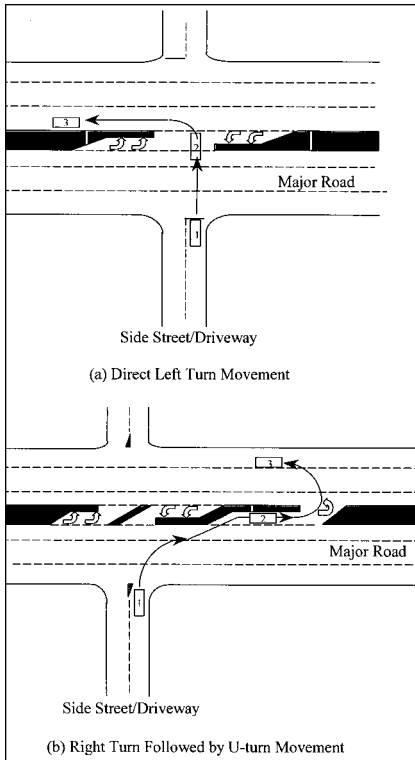 3
2
Major Road
1
Side Street/Driveway
(a) Direct Left Turn Movement
3
2
Major Road
1
Side Street/Driveway
(b) Right Turn Followed by U-turn Movement